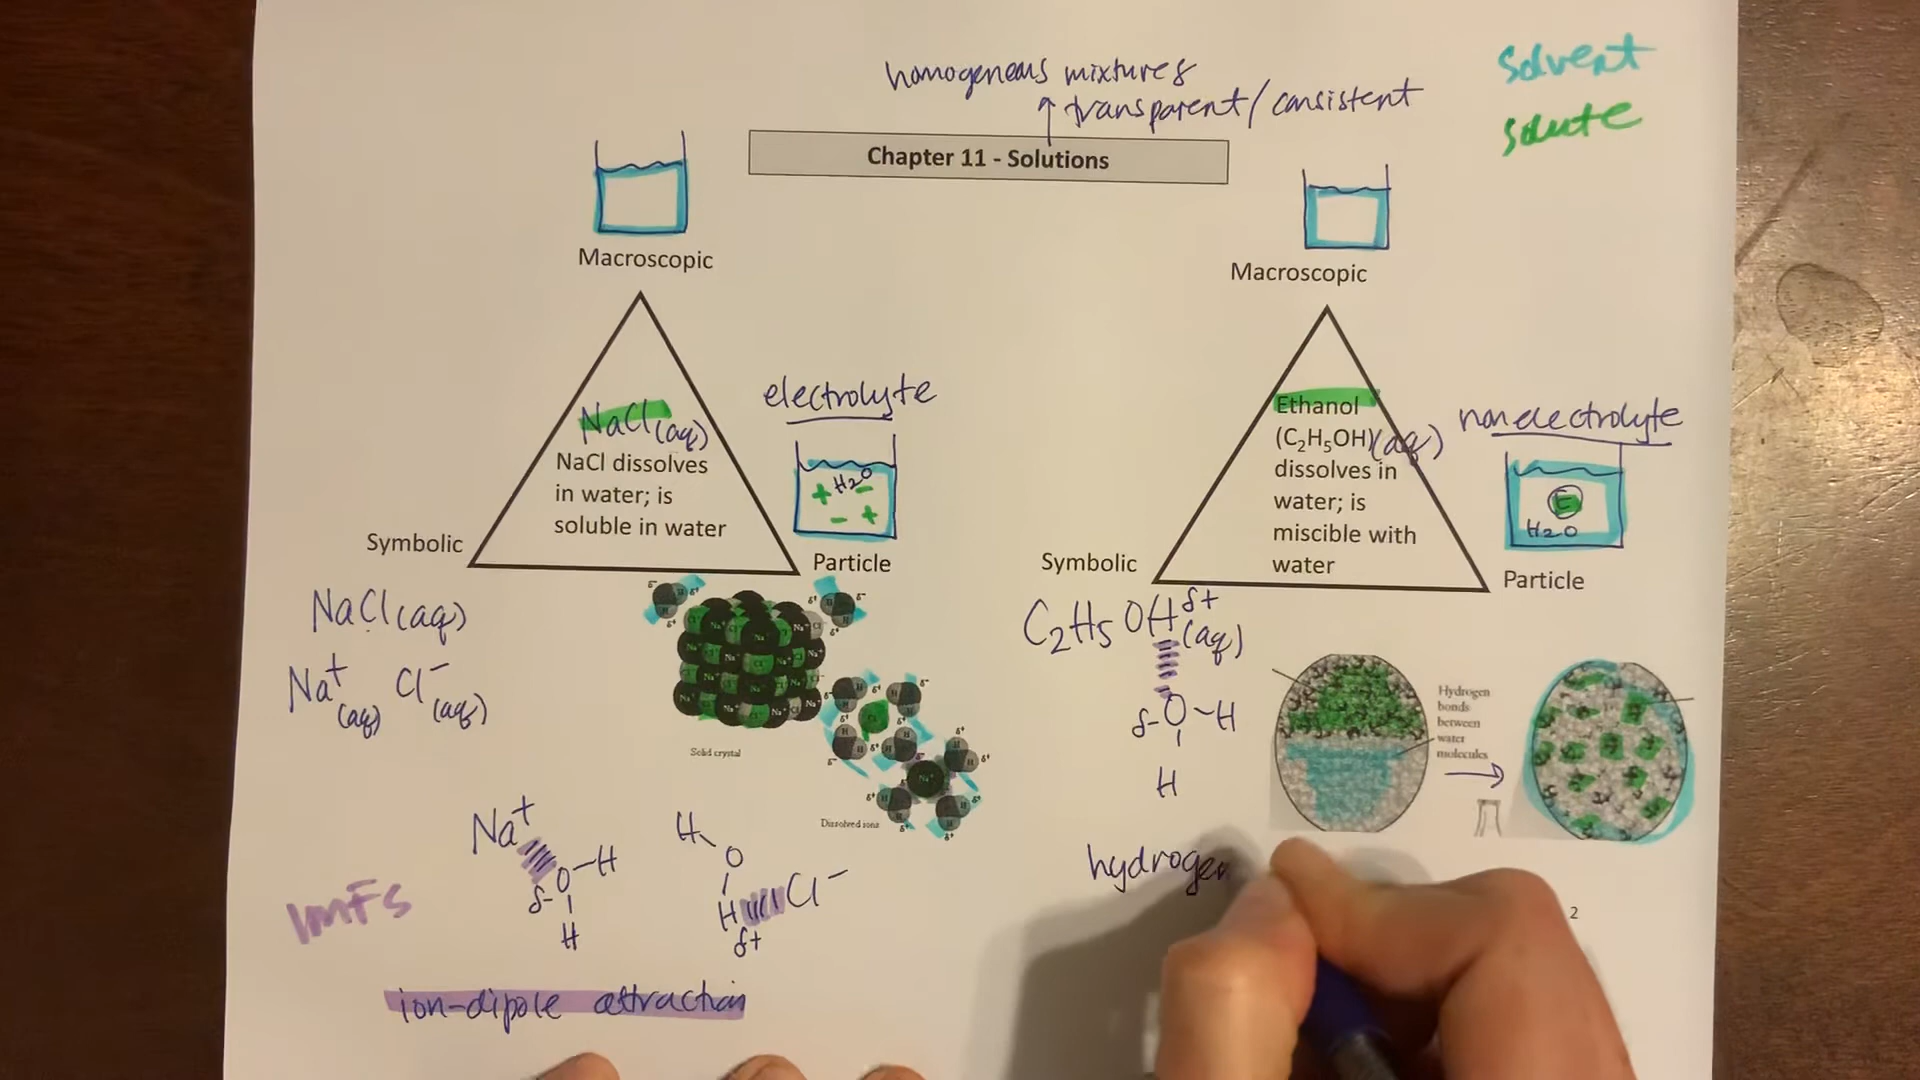 homogeneous mixtures
↑ transparent/consistent
solvent
solute
Chapter 11 - Solutions
Macroscopic
NaCl(aq)
NaCl dissolves
in water; is
soluble in water
electrolyte
H2O
+ -
- +
Symbolic
Particle
NaCl(aq)
Na+(aq) Cl-(aq)
Solid crystal
Dissolved ions
IMFs
Na+
O-H
δ-
H
H
O
H Cl-
δ+
ion-dipole attraction
Macroscopic
Ethanol
(C2H5OH)(aq)
dissolves in
water; is
miscible with
water
nonelectrolyte
E
H2O
Symbolic
Particle
C2H5OH δ+
(aq)
δ- O-H
H
Hydrogen
bonds
between
water
molecules
hydrogen
2